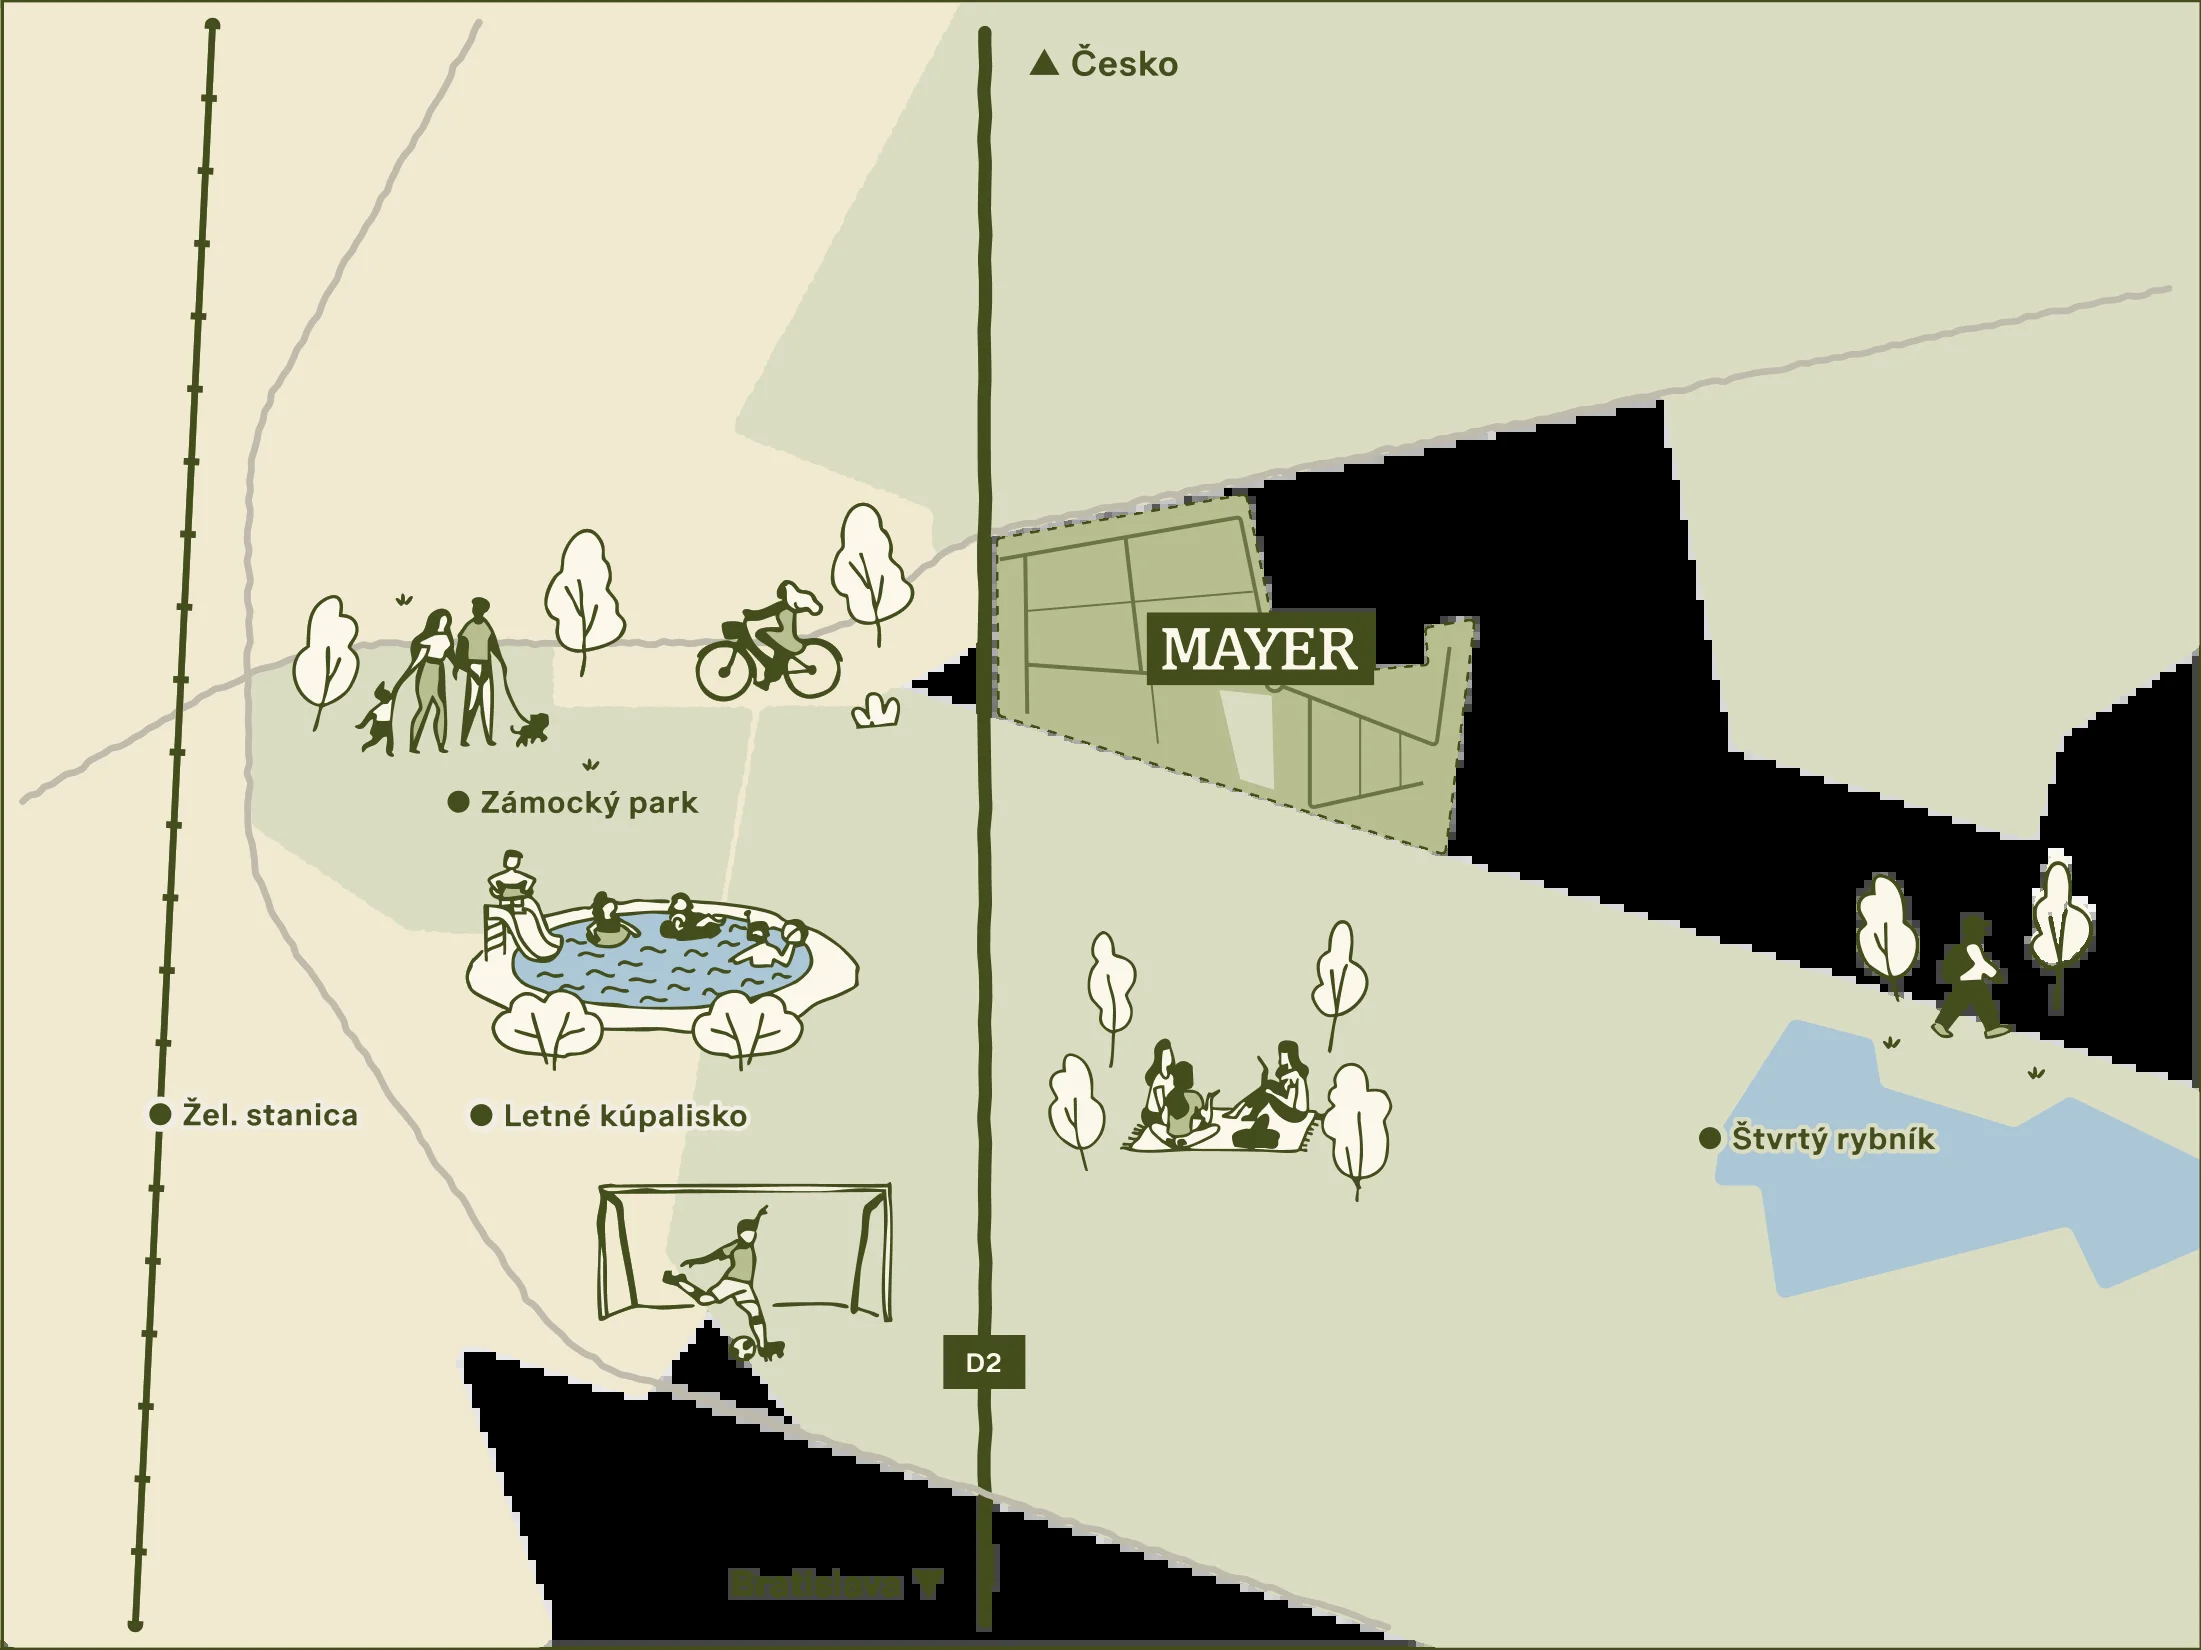 ▲ Česko
MAYER
Zámocký park
Žel. stanica
Letné kúpalisko
Štvrtý rybník
D2
Bratislava ▼